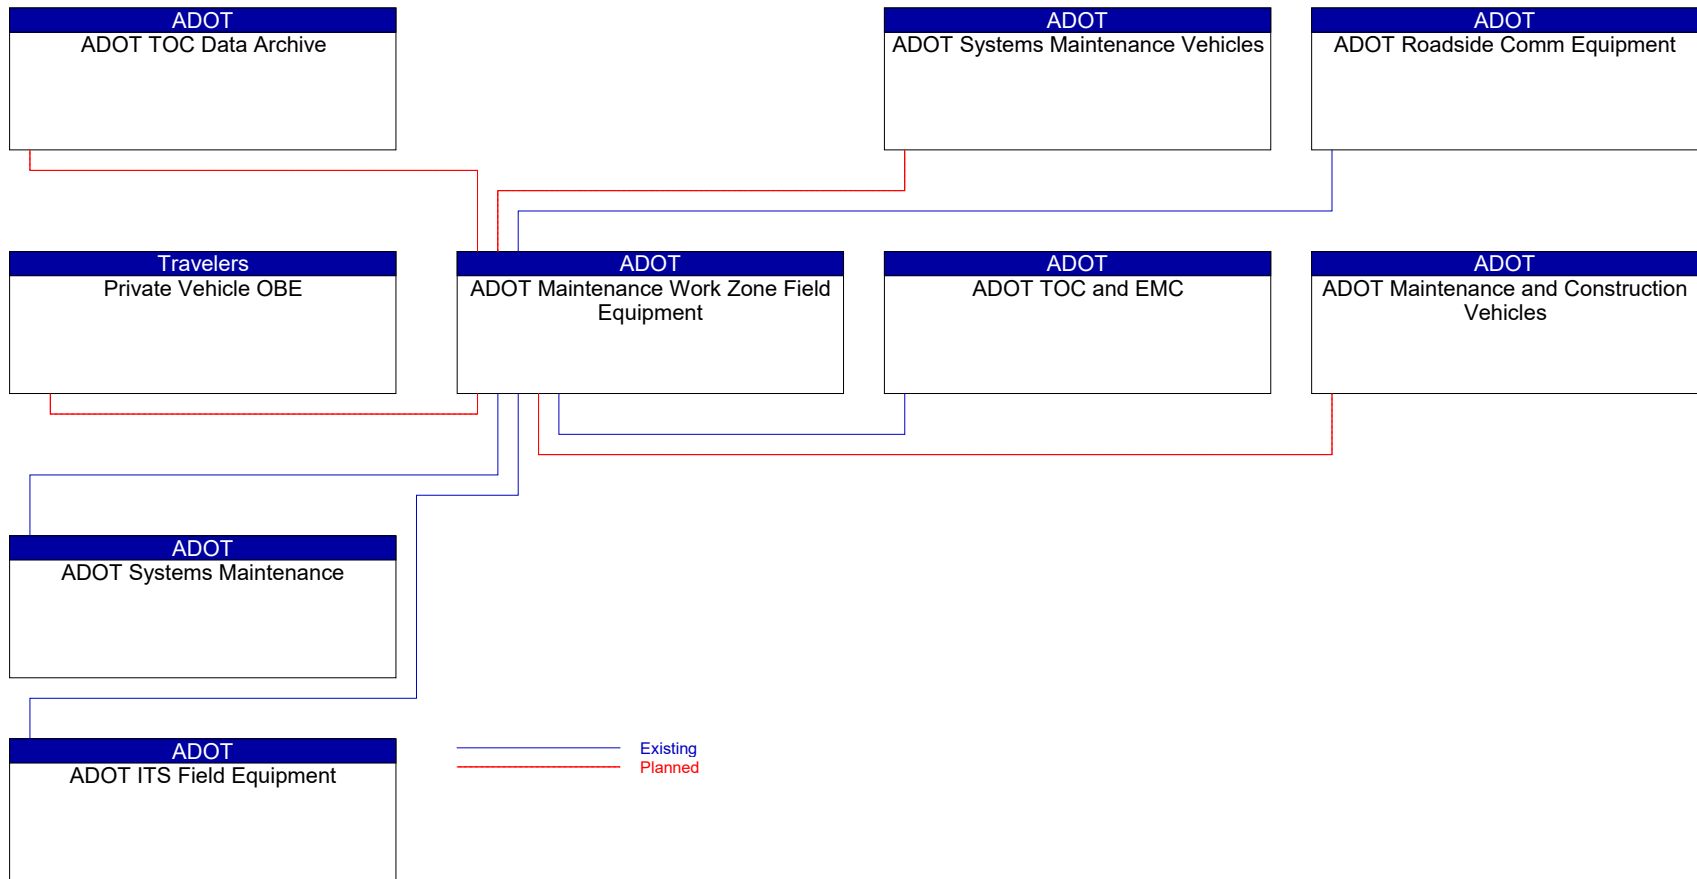 ADOT
ADOT TOC Data Archive
ADOT
ADOT Systems Maintenance Vehicles
ADOT
ADOT Roadside Comm Equipment
Travelers
Private Vehicle OBE
ADOT
ADOT Maintenance Work Zone Field
Equipment
ADOT
ADOT TOC and EMC
ADOT
ADOT Maintenance and Construction
Vehicles
ADOT
ADOT Systems Maintenance
ADOT
ADOT ITS Field Equipment
Existing
Planned